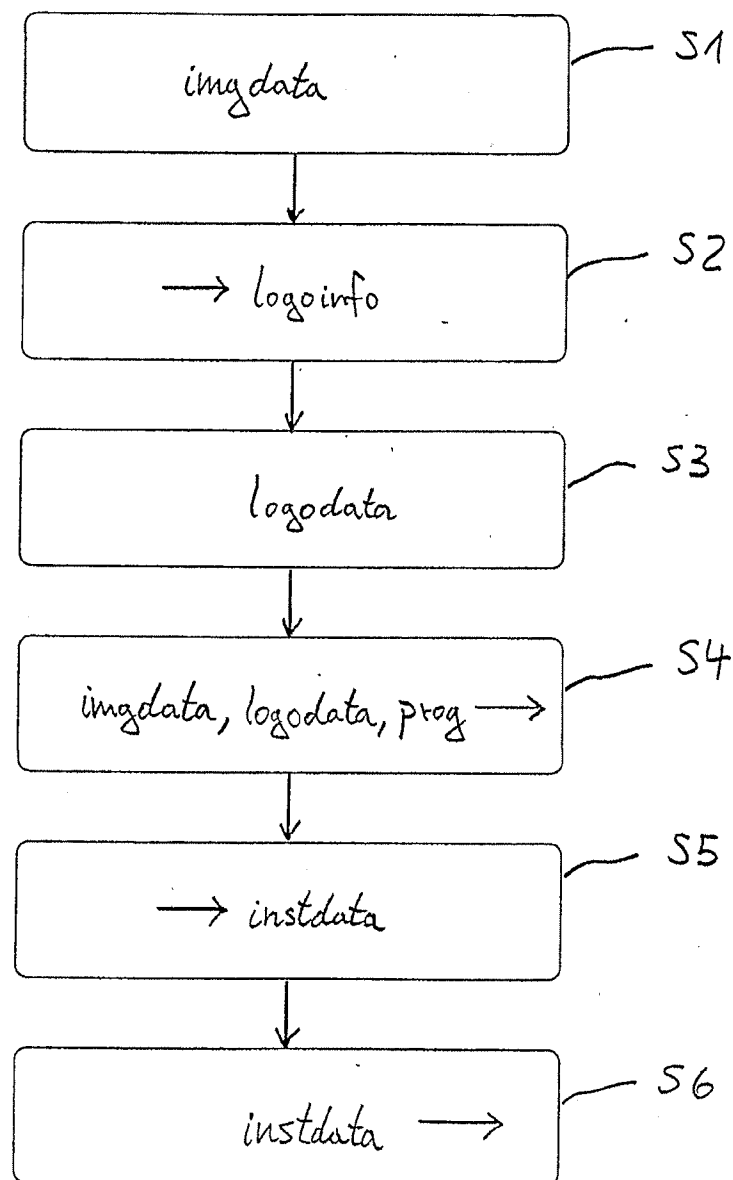 imgdata
S1
→ logoinfo
S2
logodata
S3
imgdata, logodata, prog →
S4
→ instdata
S5
instdata →
S6